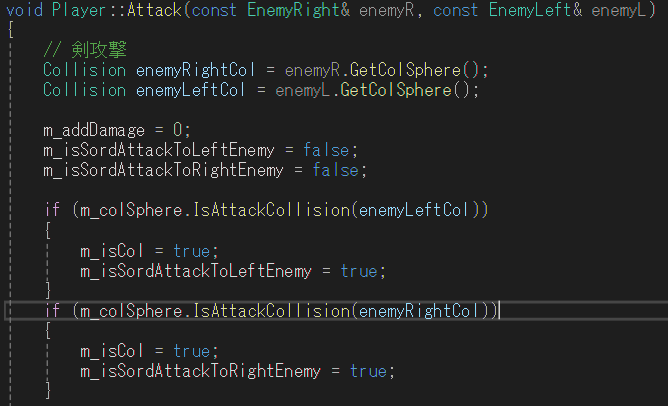 void Player::Attack(const EnemyRight& enemyR, const EnemyLeft& enemyL)
{
// 剣攻撃
Collision enemyRightCol = enemyR.GetColSphere();
Collision enemyLeftCol = enemyL.GetColSphere();
m_addDamage = 0;
m_isSordAttackToLeftEnemy = false;
m_isSordAttackToRightEnemy = false;
if (m_colSphere.IsAttackCollision(enemyLeftCol))
{
m_isCol = true;
m_isSordAttackToLeftEnemy = true;
}
if (m_colSphere.IsAttackCollision(enemyRightCol))
{
m_isCol = true;
m_isSordAttackToRightEnemy = true;
}